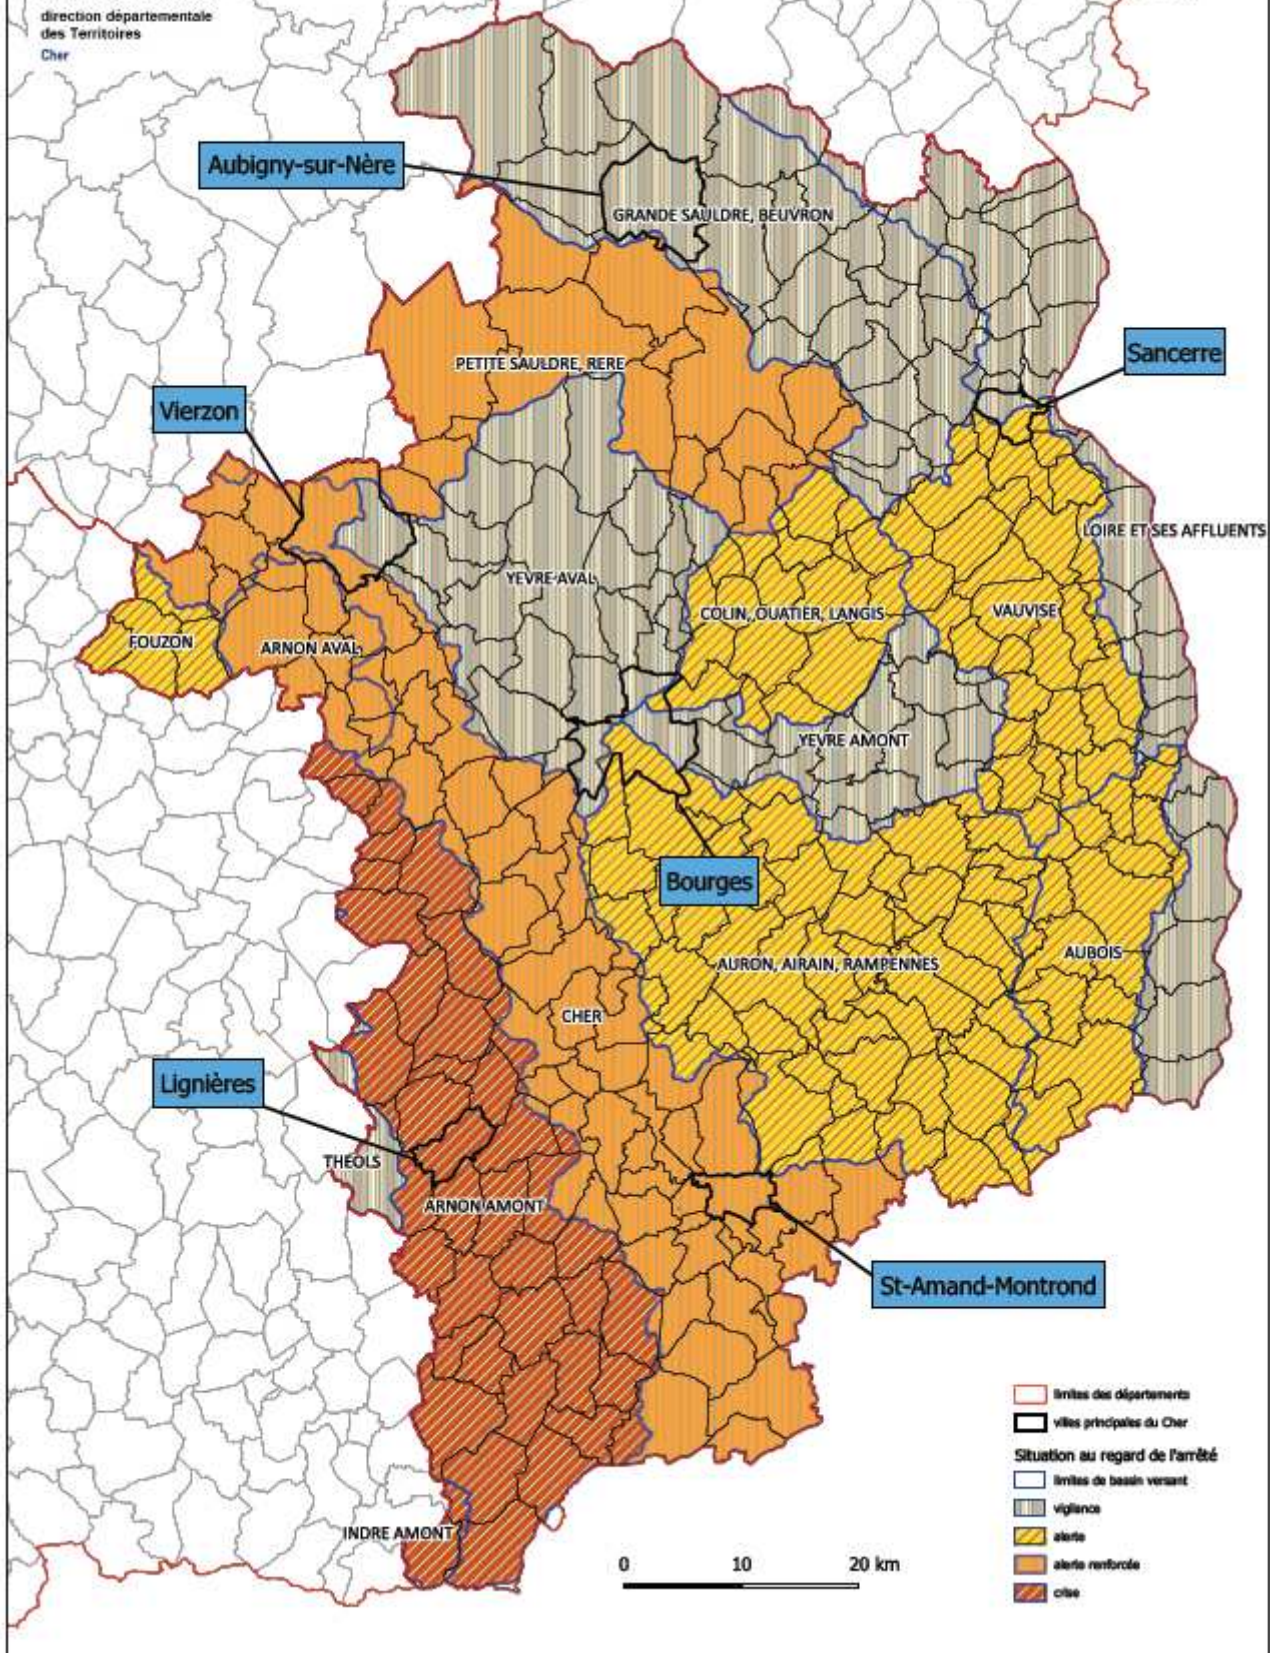 direction départementale
des Territoires
Cher
Aubigny-sur-Nère
GRANDE SAULDRE, BEUVRON
Sancerre
PETITE SAULDRE, RERE
Vierzon
LOIRE ET SES AFFLUENTS
YEVRE AVAL
COLIN, OUATIER, LANGIS
VAUVISE
FOUZON
ARNON AVAL
YEVRE AMONT
Bourges
AUBOIS
AURON, AIRAIN, RAMPENNES
CHER
Lignières
THEOLS
ARNON AMONT
St-Amand-Montrond
limites des départements
villes principales du Cher
Situation au regard de l'arrêté
limites de bassin versant
vigilance
alerte
alerte renforcée
crise
INDRE AMONT
0 10 20 km